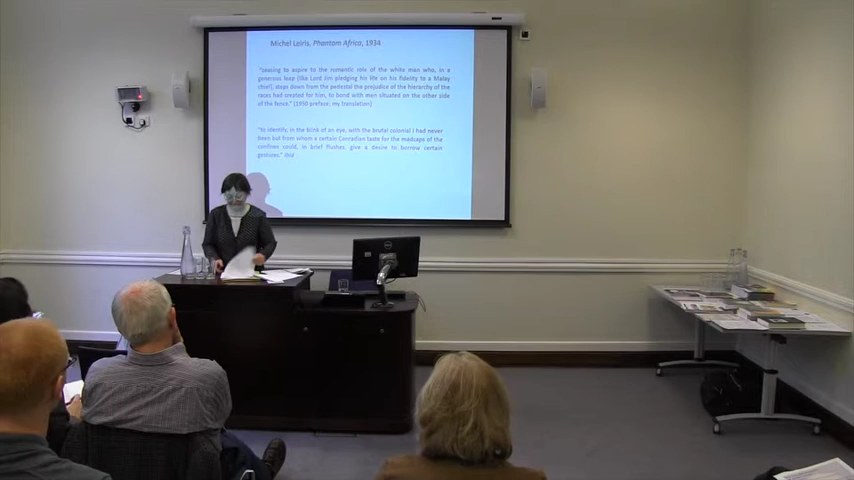 Michel Leiris, Phantom Africa, 1934
"ceasing to aspire to the romantic role of the white man who, in a
generous leap (like Lord Jim pledging his life on his fidelity to a Malay
chief), steps down from the pedestal the prejudice of the hierarchy of the
races had created for him, to bond with men situated on the other side
of the fence." (1950 preface; my translation)
"to identify, in the blink of an eye, with the brutal colonial I had never
been but from whom a certain Conradian taste for the madcaps of the
confines could, in brief flushes, give a desire to borrow certain
gestures." Ibid